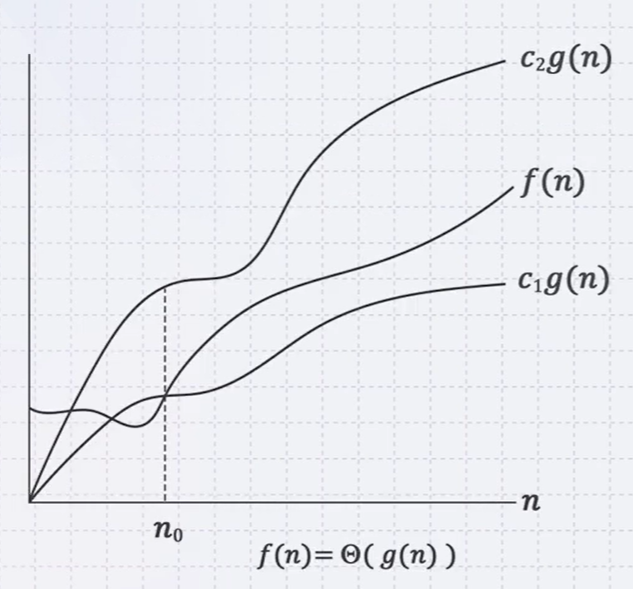 c₂g(n)
f(n)
c₁g(n)
n
n₀
f(n)= Θ( g(n) )